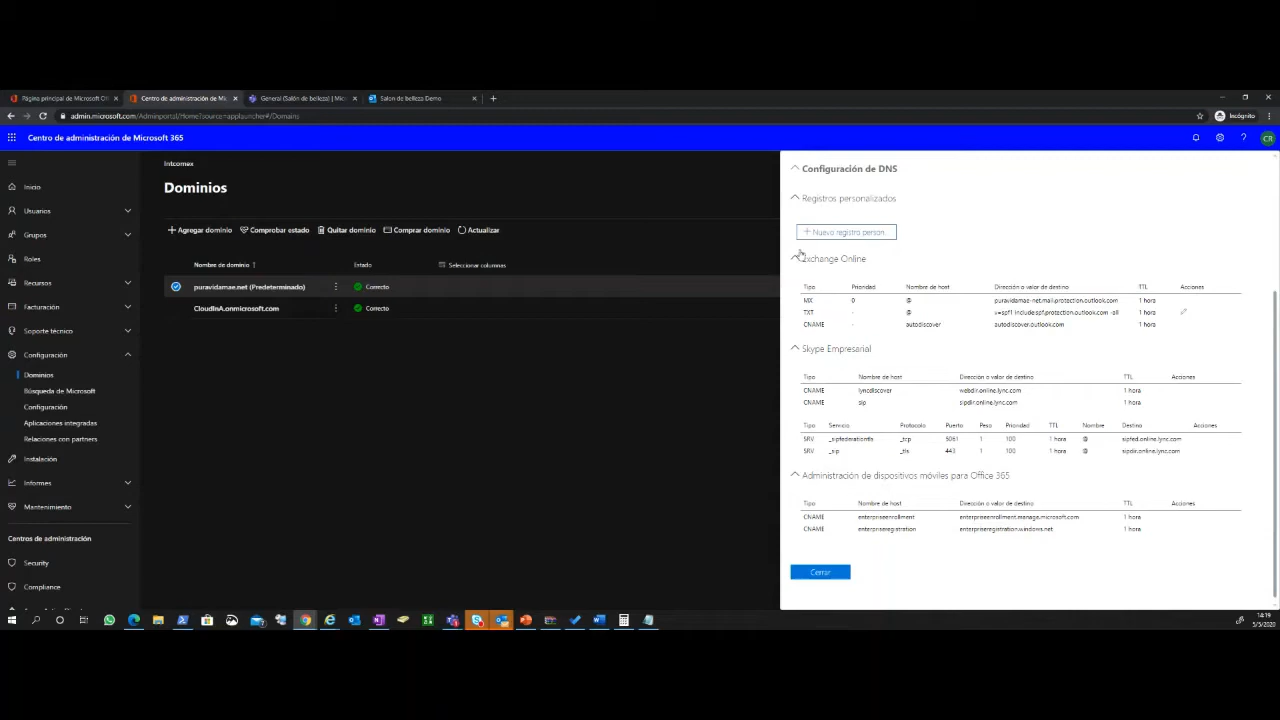 Página principal de Microsoft Of
Centro de administración de Mi
General (Salón de belleza) | Micr
Salon de belleza Demo
admin.microsoft.com/Adminportal/Home?source=applauncher#/Domains
Incógnito
Centro de administración de Microsoft 365
CR
Inicio
Usuarios
Grupos
Roles
Recursos
Facturación
Soporte técnico
Configuración
Dominios
Búsqueda de Microsoft
Configuración
Aplicaciones integradas
Relaciones con partners
Instalación
Informes
Mantenimiento
Centros de administración
Security
Compliance
Intcomex
Dominios
Agregar dominio Comprobar estado Quitar dominio Comprar dominio Actualizar
Nombre de dominio ↑ Estado Seleccionar columnas
puravidamae.net (Predeterminado) Correcto
CloudInA.onmicrosoft.com Correcto
Configuración de DNS
Registros personalizados
+ Nuevo registro person
Exchange Online
Tipo Prioridad Nombre de host Dirección o valor de destino TTL Acciones
MX 0 @ puravidamae-net.mail.protection.outlook.com 1 hora
TXT - @ v=spf1 include:spf.protection.outlook.com -all 1 hora
CNAME - autodiscover autodiscover.outlook.com 1 hora
Skype Empresarial
Tipo Nombre de host Dirección o valor de destino TTL Acciones
CNAME lyncdiscover webdir.online.lync.com 1 hora
CNAME sip sipdir.online.lync.com 1 hora
Tipo Servicio Protocolo Puerto Peso Prioridad TTL Nombre Destino Acciones
SRV _sipfederationtls _tcp 5061 1 100 1 hora @ sipfed.online.lync.com
SRV _sip _tls 443 1 100 1 hora @ sipdir.online.lync.com
Administración de dispositivos móviles para Office 365
Tipo Nombre de host Dirección o valor de destino TTL Acciones
CNAME enterpriseenrollment enterpriseenrollment.manage.microsoft.com 1 hora
CNAME enterpriseregistration enterpriseregistration.windows.net 1 hora
Cerrar
14:19
5/5/2020